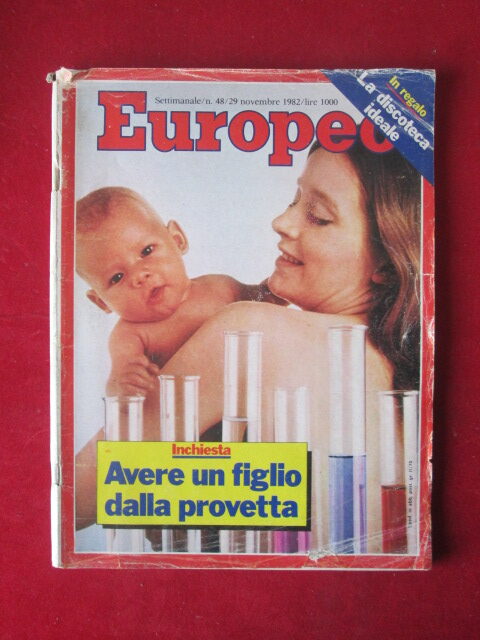 Settimanale/n. 48/29 novembre 1982/lire 1000
Europeo
In regalo
La discoteca
ideale
Inchiesta
Avere un figlio
dalla provetta